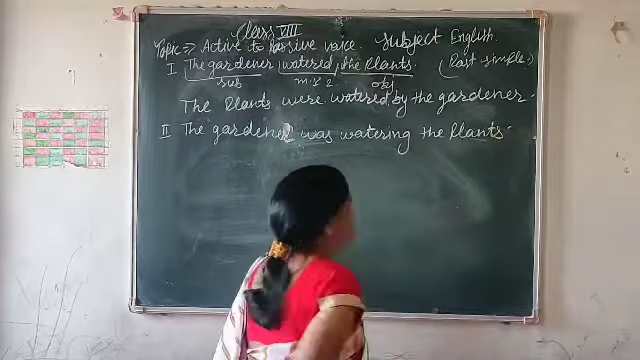 Class VIII
Topic => Active to Passive voice. Subject English.
I The gardener watered the Plants. (Past simple)
sub m.v 2 obj
The Plants were watered by the gardener.
II The gardener was watering the Plants.